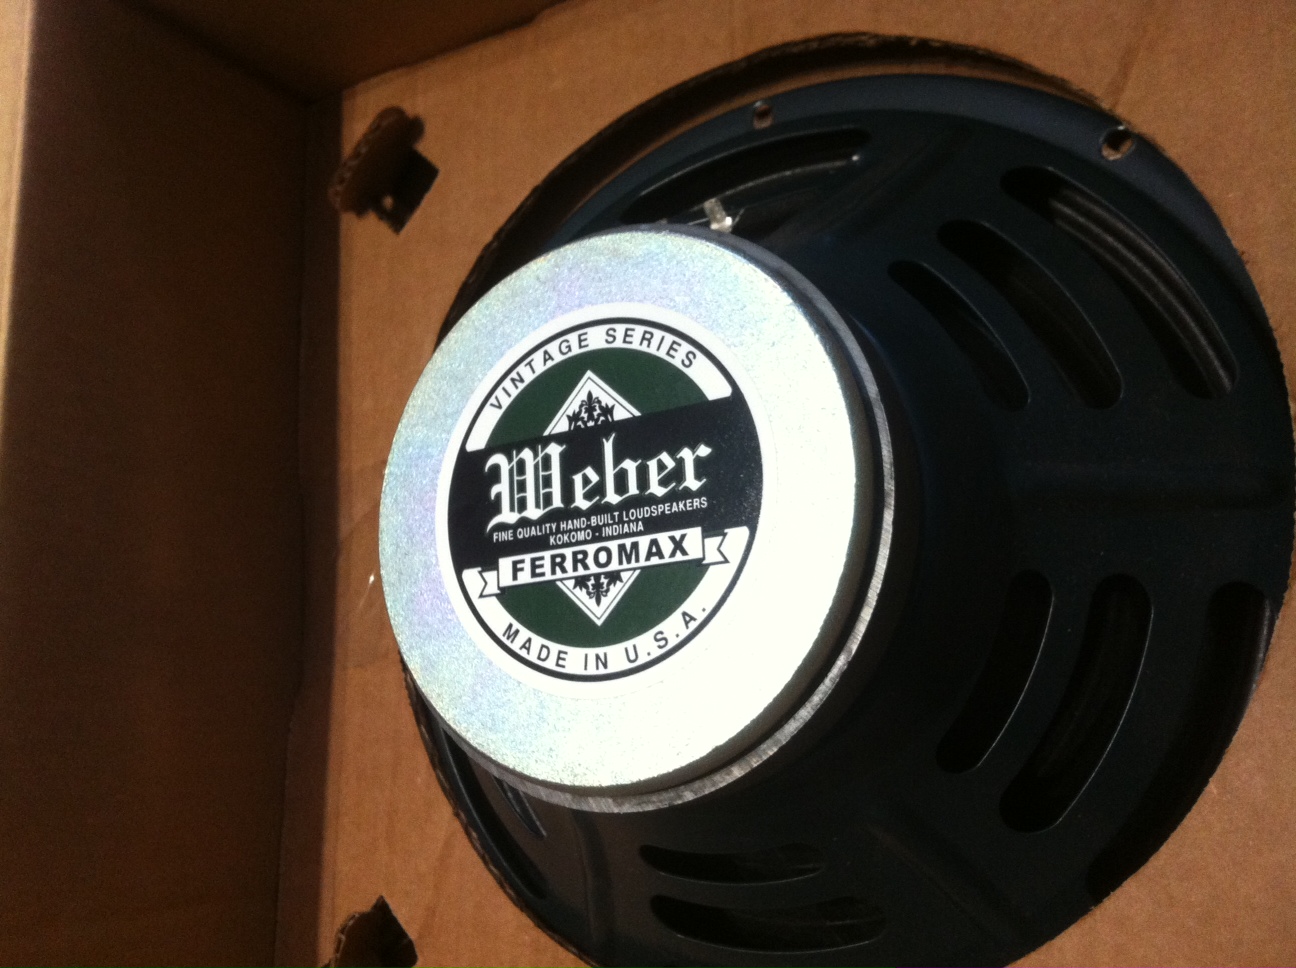 VINTAGE SERIES
Weber
FINE QUALITY HAND-BUILT LOUDSPEAKERS
KOKOMO - INDIANA
FERROMAX
MADE IN U.S.A.